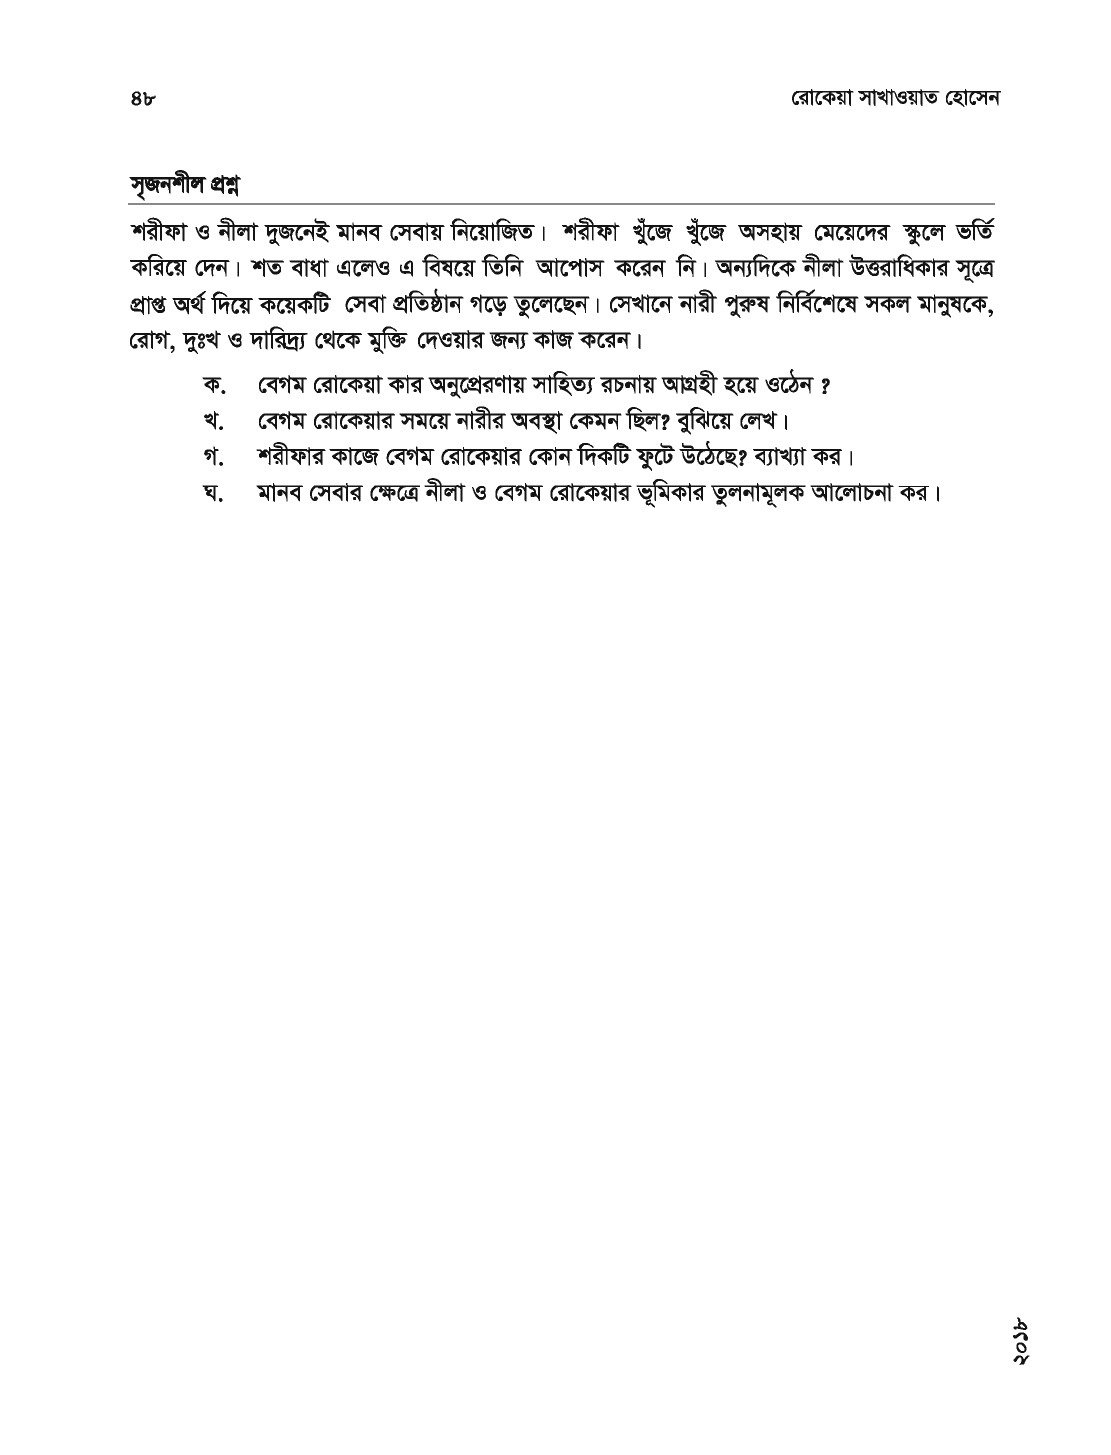 ৪৮ রোকেয়া সাখাওয়াত হোসেন
সৃজনশীল প্রশ্ন
শরীফা ও নীলা দুজনেই মানব সেবায় নিয়োজিত। শরীফা খুঁজে খুঁজে অসহায় মেয়েদের স্কুলে ভর্তি
করিয়ে দেন। শত বাধা এলেও এ বিষয়ে তিনি আপোস করেন নি। অন্যদিকে নীলা উত্তরাধিকার সূত্রে
প্রাপ্ত অর্থ দিয়ে কয়েকটি সেবা প্রতিষ্ঠান গড়ে তুলেছেন। সেখানে নারী পুরুষ নির্বিশেষে সকল মানুষকে,
রোগ, দুঃখ ও দারিদ্র্য থেকে মুক্তি দেওয়ার জন্য কাজ করেন।
ক. বেগম রোকেয়া কার অনুপ্রেরণায় সাহিত্য রচনায় আগ্রহী হয়ে ওঠেন ?
খ. বেগম রোকেয়ার সময়ে নারীর অবস্থা কেমন ছিল? বুঝিয়ে লেখ।
গ. শরীফার কাজে বেগম রোকেয়ার কোন দিকটি ফুটে উঠেছে? ব্যাখ্যা কর।
ঘ. মানব সেবার ক্ষেত্রে নীলা ও বেগম রোকেয়ার ভূমিকার তুলনামূলক আলোচনা কর।
২০১৮